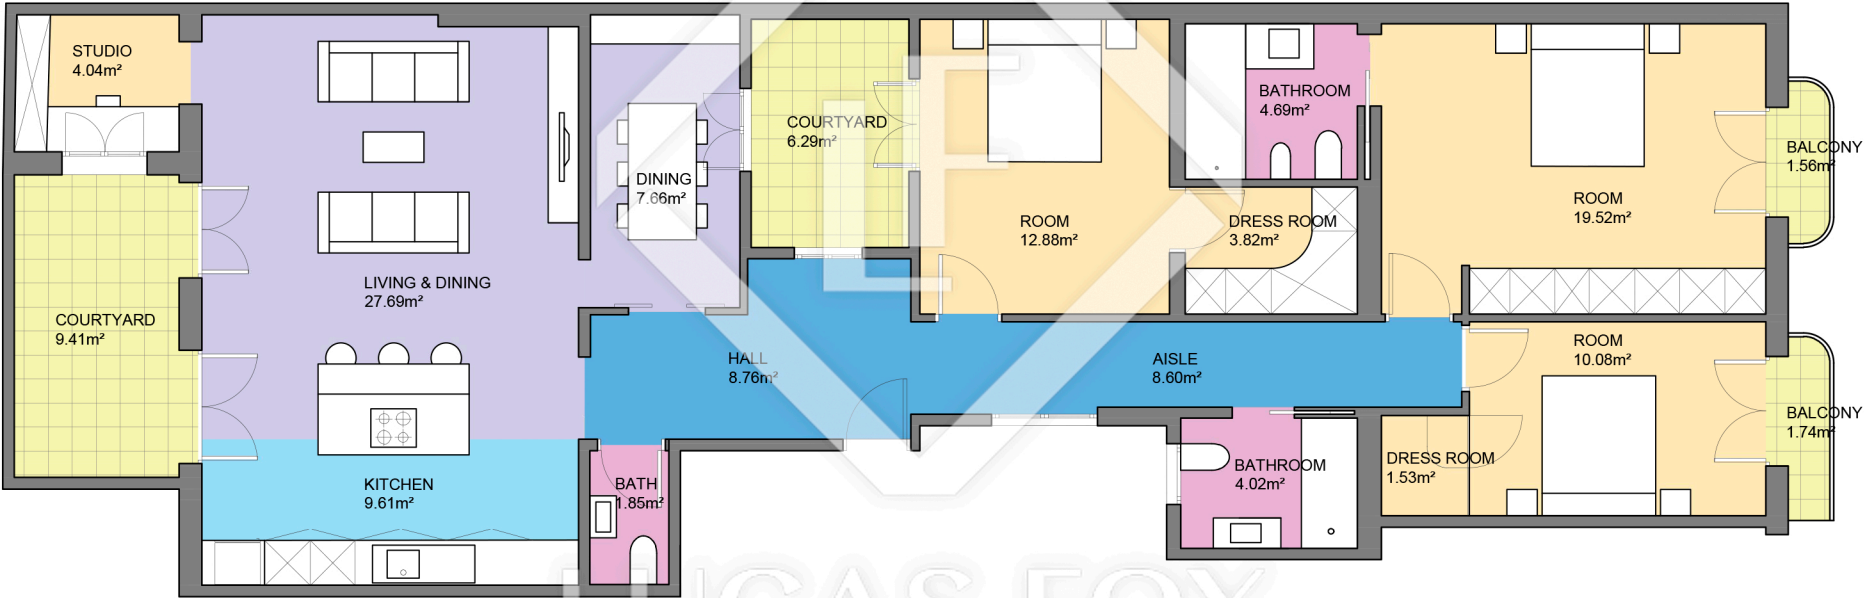 STUDIO
4.04m²
COURTYARD
9.41m²
LIVING & DINING
27.69m²
KITCHEN
9.61m²
DINING
7.66m²
COURTYARD
6.29m²
HALL
8.76m²
BATH
1.85m²
ROOM
12.88m²
BATHROOM
4.69m²
DRESS ROOM
3.82m²
AISLE
8.60m²
BATHROOM
4.02m²
ROOM
19.52m²
BALCONY
1.56m²
ROOM
10.08m²
DRESS ROOM
1.53m²
BALCONY
1.74m²
LF
LUCAS FOX